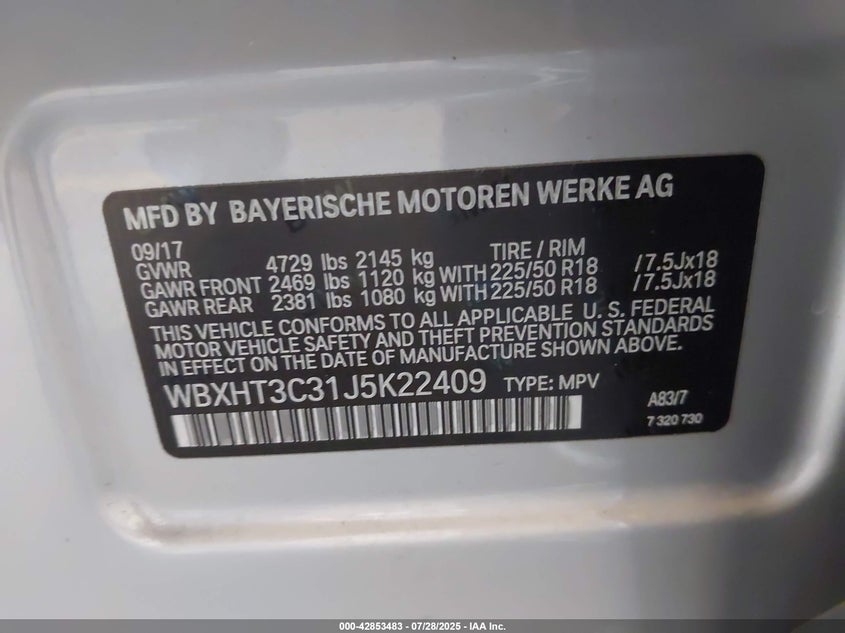 MFD BY BAYERISCHE MOTOREN WERKE AG
09/17 TIRE / RIM
GVWR 4729 lbs 2145 kg
GAWR FRONT 2469 lbs 1120 kg WITH 225/50 R18 /7.5Jx18
GAWR REAR 2381 lbs 1080 kg WITH 225/50 R18 /7.5Jx18
THIS VEHICLE CONFORMS TO ALL APPLICABLE U. S. FEDERAL
MOTOR VEHICLE SAFETY AND THEFT PREVENTION STANDARDS
IN EFFECT ON THE DATE OF MANUFACTURE SHOWN ABOVE.
WBXHT3C31J5K22409 TYPE: MPV
A83/7
7 320 730
000-42853483 - 07/28/2025 - IAA Inc.